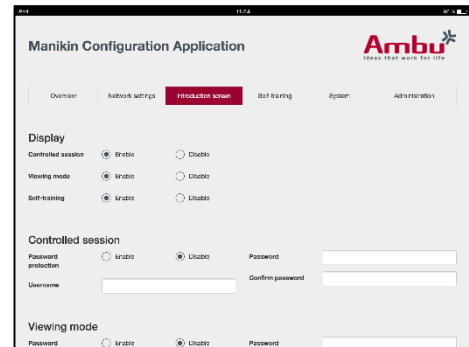 iPad 11:54
Manikin Configuration Application
Ambu
Ideas that work for life
Overview Network settings Introduction screen Self-training System Administration
Display
Controlled session Enable Disable
Viewing mode Enable Disable
Self-training Enable Disable
Controlled session
Password protection Enable Disable Password
Username Confirm password
Viewing mode
Password Enable Disable Password